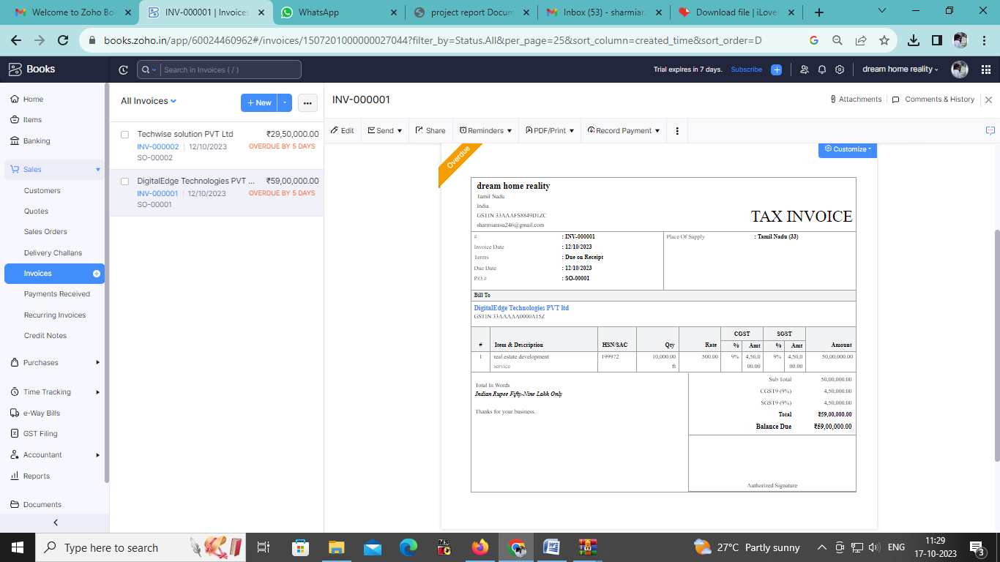 Welcome to Zoho Bo
INV-000001 | Invoices
WhatsApp
project report Docum
Inbox (53) - sharmiar
Download file | iLove
books.zoho.in/app/60024460962#/invoices/1507201000000027044?filter_by=Status.All&per_page=25&sort_column=created_time&sort_order=D
Books
Search in Invoices ( / )
Trial expires in 7 days.
Subscribe
dream home reality
Home
Items
Banking
Sales
Customers
Quotes
Sales Orders
Delivery Challans
Invoices
Payments Received
Recurring Invoices
Credit Notes
Purchases
Time Tracking
e-Way Bills
GST Filing
Accountant
Reports
Documents
All Invoices
+ New
Techwise solution PVT Ltd ₹29,50,000.00
INV-000002 | 12/10/2023 OVERDUE BY 5 DAYS
SO-00002
DigitalEdge Technologies PVT ... ₹59,00,000.00
INV-000001 | 12/10/2023 OVERDUE BY 5 DAYS
SO-00001
INV-000001
Attachments
Comments & History
Edit
Send
Share
Reminders
PDF/Print
Record Payment
Overdue
Customize
dream home reality
Tamil Nadu
India
GSTIN 33AAAFS8849D1ZC
sharmiarasu246@gmail.com
TAX INVOICE
# : INV-000001
Invoice Date : 12/10/2023
Terms : Due on Receipt
Due Date : 12/10/2023
P.O.# : SO-00001
Place Of Supply : Tamil Nadu (33)
Bill To
DigitalEdge Technologies PVT ltd
GSTIN 33AAAAA0000A15Z
CGST SGST
# Item & Description HSN/SAC Qty Rate % Amt % Amt Amount
1 real estate development 199972 10,000.00 500.00 9% 4,50,0 9% 4,50,0 50,00,000.00
service ft 00.00 00.00
Sub Total 50,00,000.00
CGST9 (9%) 4,50,000.00
SGST9 (9%) 4,50,000.00
Total ₹59,00,000.00
Balance Due ₹59,00,000.00
Total In Words
Indian Rupee Fifty-Nine Lakh Only
Thanks for your business.
Authorized Signature
Type here to search
27°C Partly sunny
ENG
11:29
17-10-2023
3